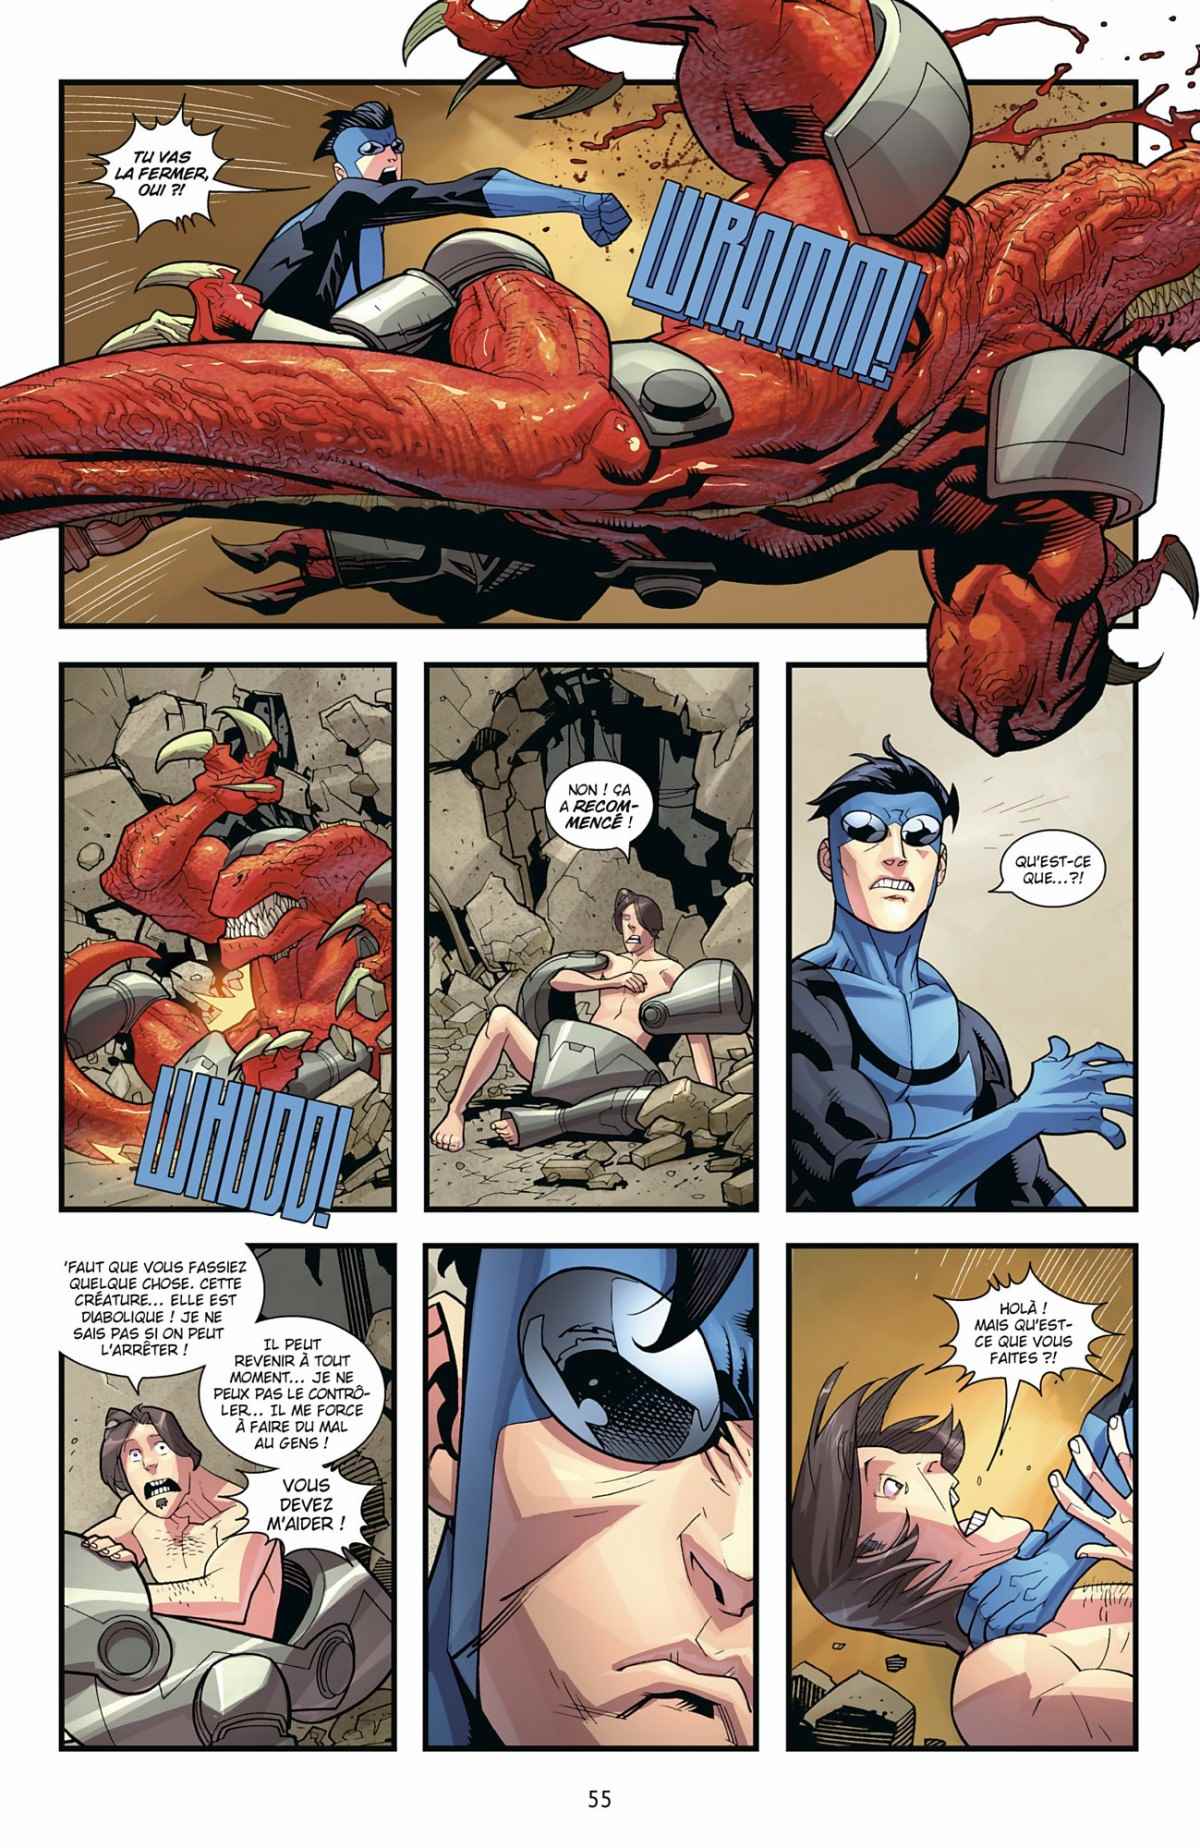 TU VAS
LA FERMER,
OUI ?!
WRAMM!
WHUDD!
NON ! ÇA
A RECOM-
MENCÉ !
QU'EST-CE
QUE...?!
'FAUT QUE VOUS FASSIEZ
QUELQUE CHOSE. CETTE
CRÉATURE... ELLE EST
DIABOLIQUE ! JE NE
SAIS PAS SI ON PEUT
L'ARRÊTER !
IL PEUT
REVENIR À TOUT
MOMENT... JE NE
PEUX PAS LE CONTRÔ-
LER... IL ME FORCE
À FAIRE DU MAL
AU GENS !
VOUS
DEVEZ
M'AIDER !
HOLÀ !
MAIS QU'EST-
CE QUE VOUS
FAITES ?!
55